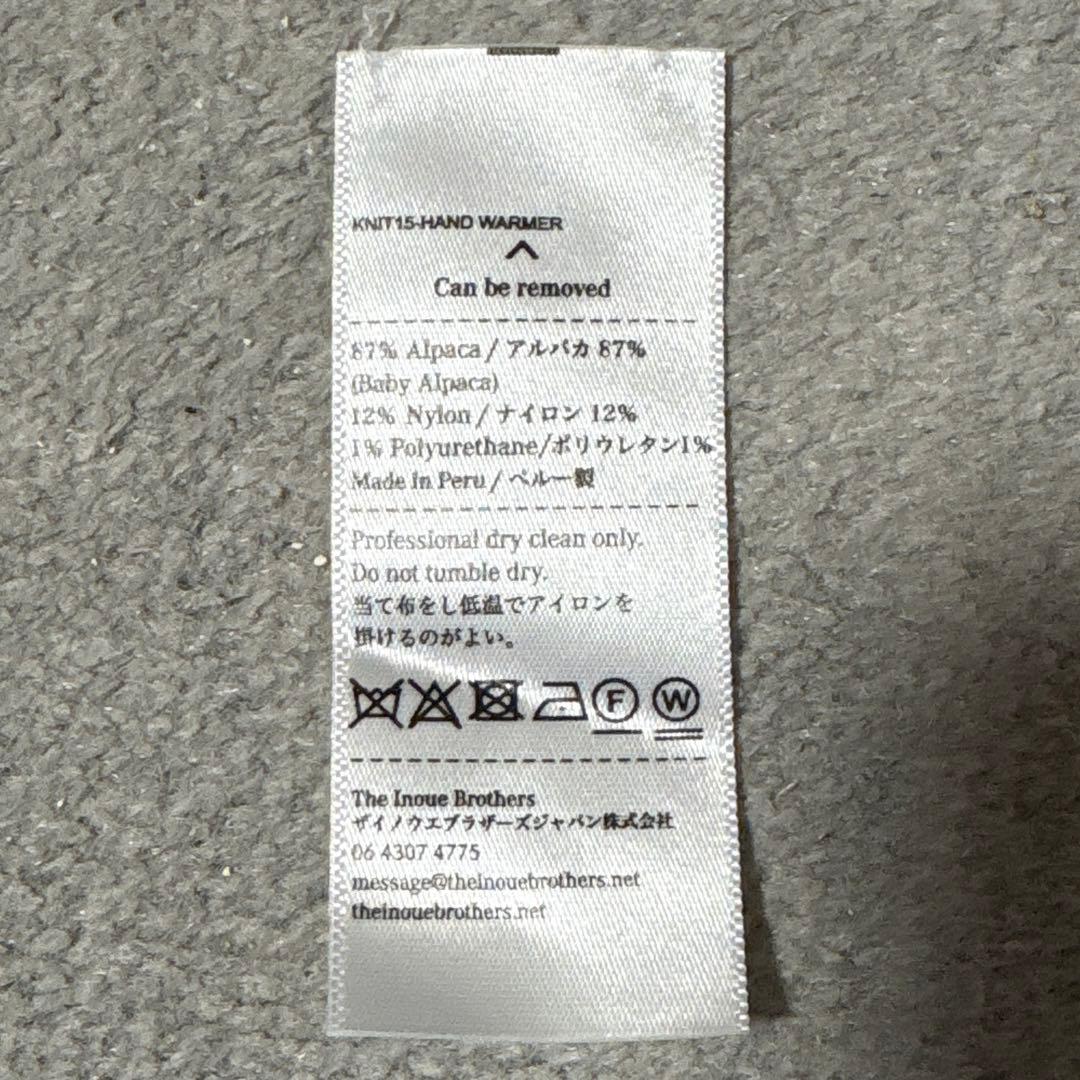 KNIT15-HAND WARMER
Can be removed
87% Alpaca / アルパカ 87%
(Baby Alpaca)
12% Nylon / ナイロン 12%
1% Polyurethane/ポリウレタン1%
Made in Peru / ペルー製
Professional dry clean only.
Do not tumble dry.
当て布をし低温でアイロンを
掛けるのがよい。
F W
The Inoue Brothers
ザイノウエブラザーズジャパン株式会社
06 4307 4775
message@theinouebrothers.net
theinouebrothers.net